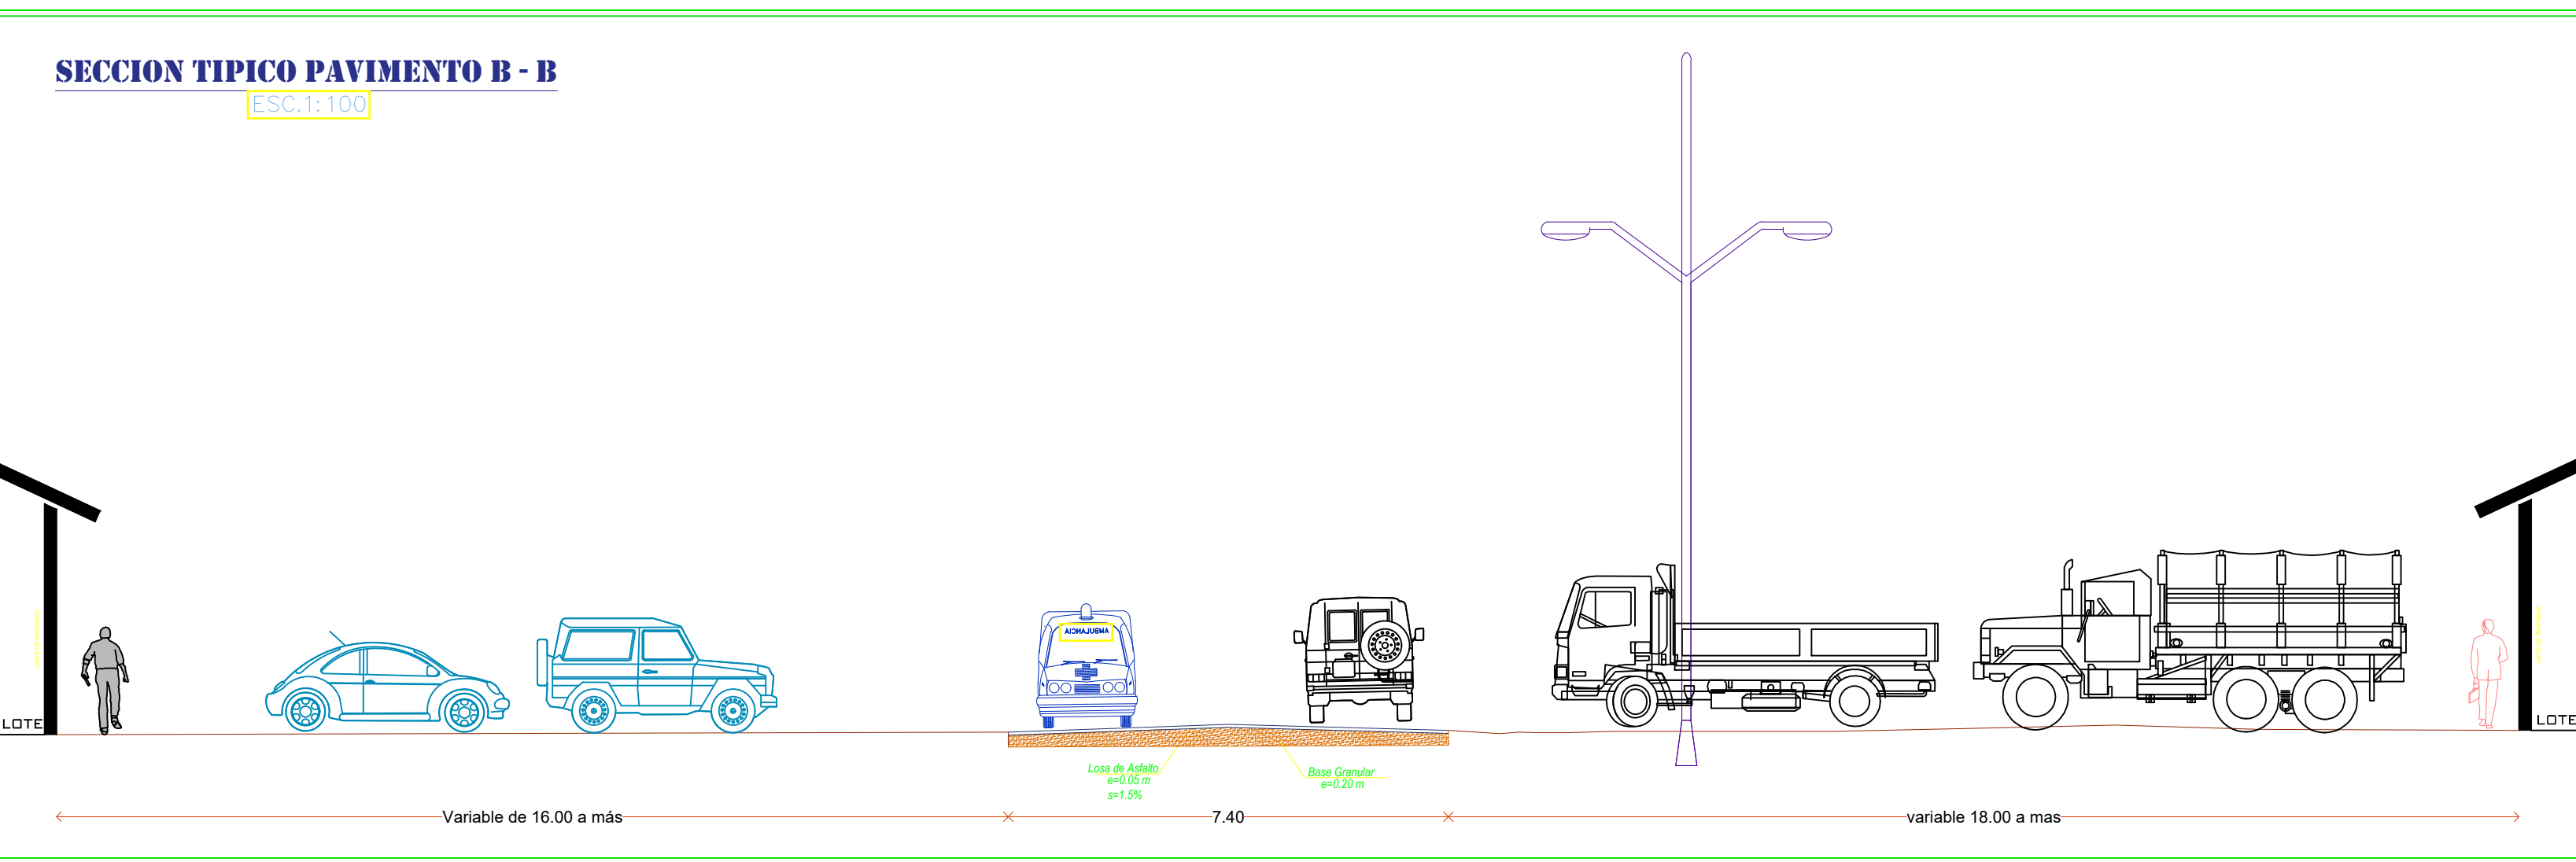 SECCION TIPICO PAVIMENTO B - B
ESC.1:100
AMBULANCIA
LOTE
LOTE
Losa de Asfalto
e=0.05 m
s=1.5%
Base Granular
e=0.20 m
Variable de 16.00 a más
7.40
variable 18.00 a mas